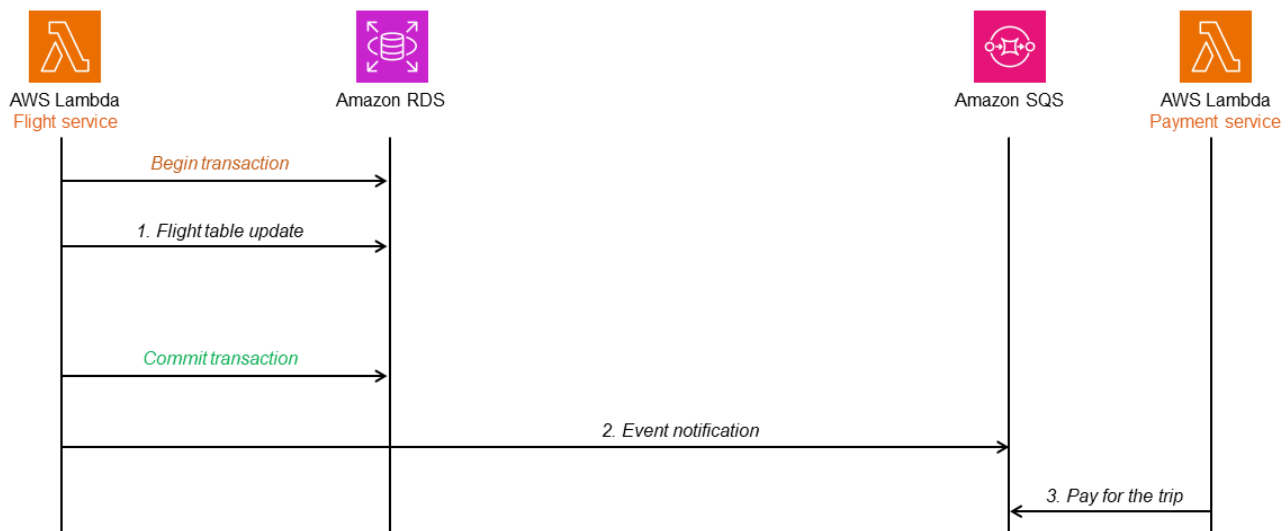 AWS Lambda
Flight service
Amazon RDS
Amazon SQS
AWS Lambda
Payment service
Begin transaction
1. Flight table update
Commit transaction
2. Event notification
3. Pay for the trip